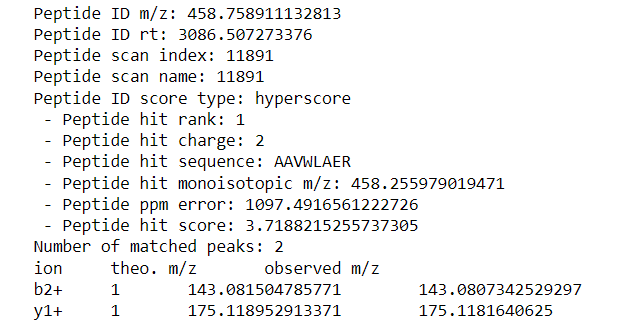 Peptide ID m/z: 458.758911132813
Peptide ID rt: 3086.507273376
Peptide scan index: 11891
Peptide scan name: 11891
Peptide ID score type: hyperscore
- Peptide hit rank: 1
- Peptide hit charge: 2
- Peptide hit sequence: AAVWLAER
- Peptide hit monoisotopic m/z: 458.255979019471
- Peptide ppm error: 1097.4916561222726
- Peptide hit score: 3.7188215255737305
Number of matched peaks: 2
ion theo. m/z observed m/z
b2+ 1 143.081504785771 143.0807342529297
y1+ 1 175.118952913371 175.1181640625